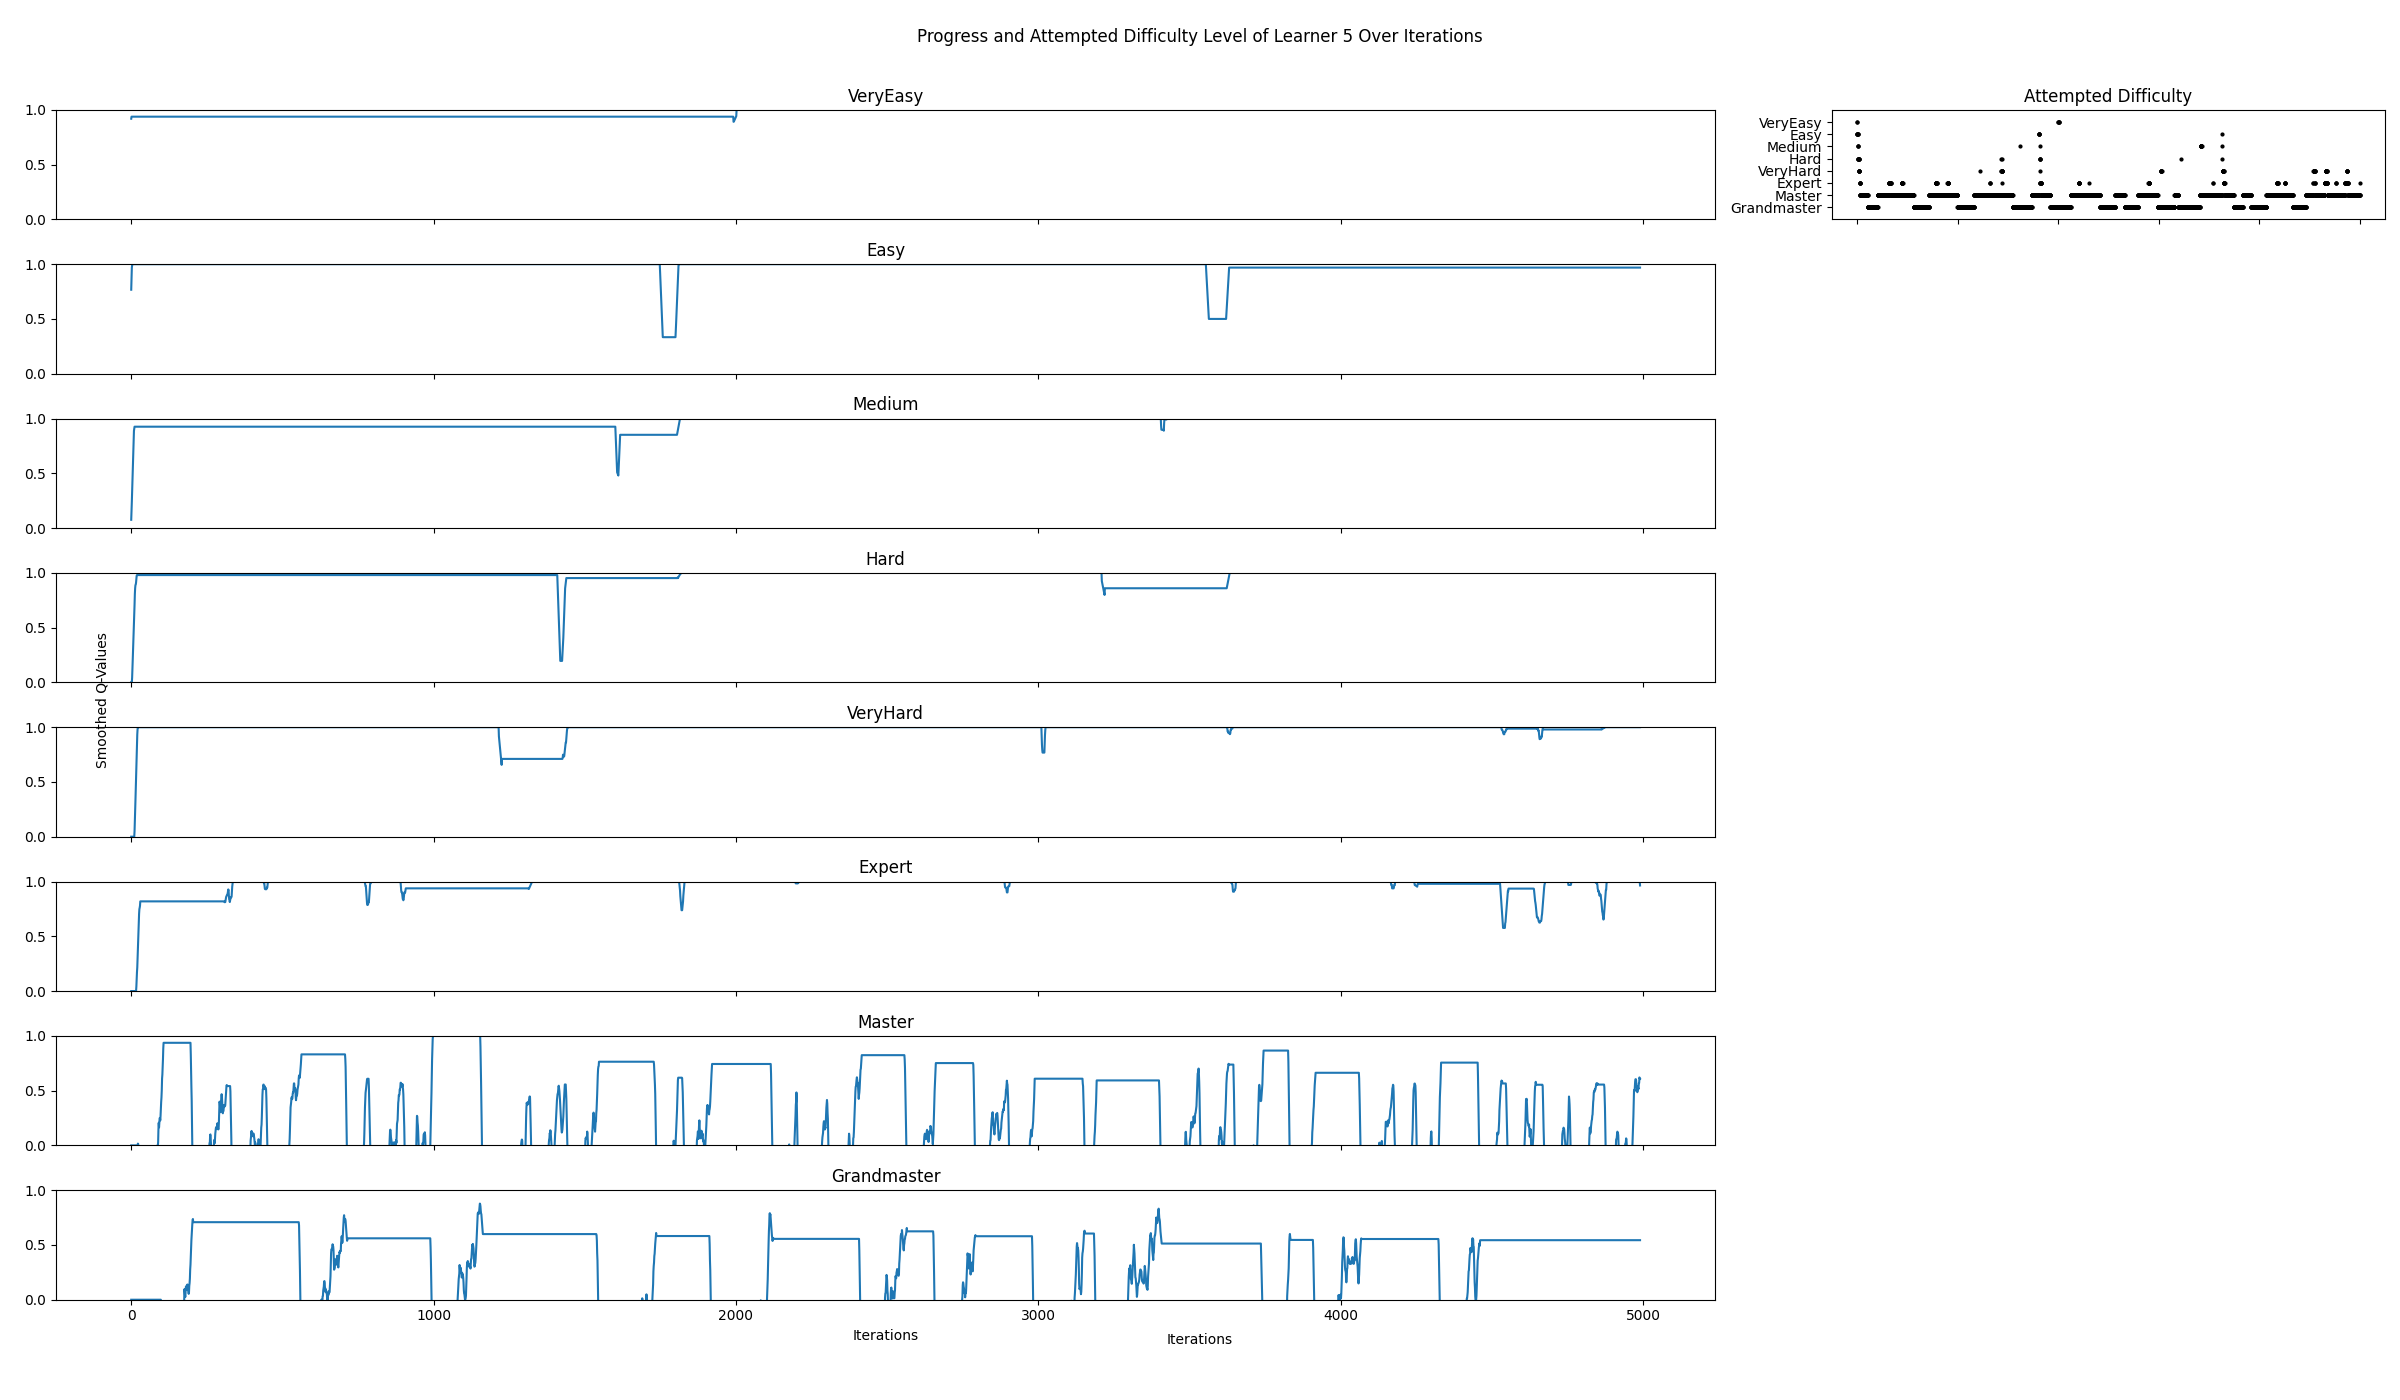 Progress and Attempted Difficulty Level of Learner 5 Over Iterations
VeryEasy
1.0
0.5
0.0
Attempted Difficulty
VeryEasy
Easy
Medium
Hard
VeryHard
Expert
Master
Grandmaster
Easy
1.0
0.5
0.0
Medium
1.0
0.5
0.0
Hard
1.0
0.5
0.0
Smoothed Q-Values
VeryHard
1.0
0.5
0.0
Expert
1.0
0.5
0.0
Master
1.0
0.5
0.0
Grandmaster
1.0
0.5
0.0
0 1000 2000 3000 4000 5000
Iterations
Iterations